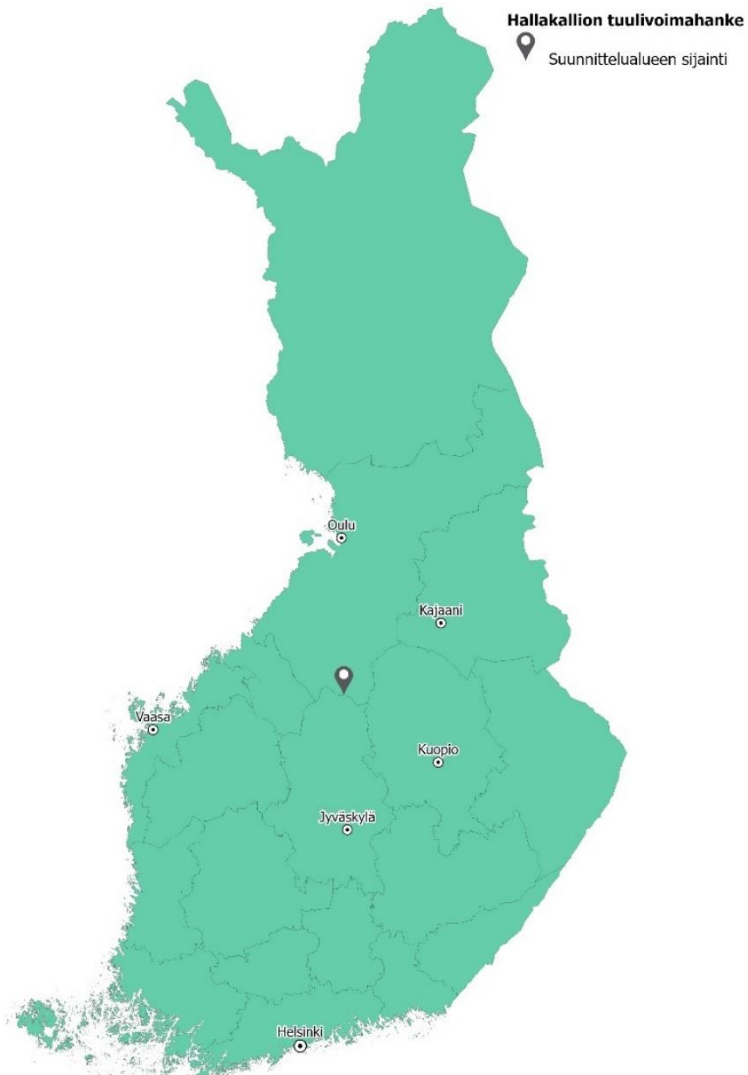 Hallakallion tuulivoimahanke
Suunnittelualueen sijainti
Oulu
Kajaani
Vaasa
Kuopio
Jyväskylä
Helsinki